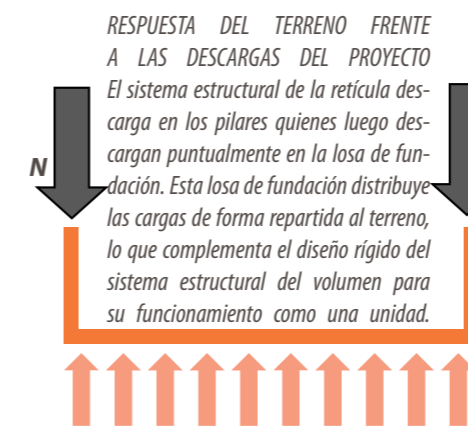 RESPUESTA DEL TERRENO FRENTE
A LAS DESCARGAS DEL PROYECTO
El sistema estructural de la retícula des-
carga en los pilares quienes luego des-
cargan puntualmente en la losa de fun-
dación. Esta losa de fundación distribuye
las cargas de forma repartida al terreno,
lo que complementa el diseño rígido del
sistema estructural del volumen para
su funcionamiento como una unidad.
N